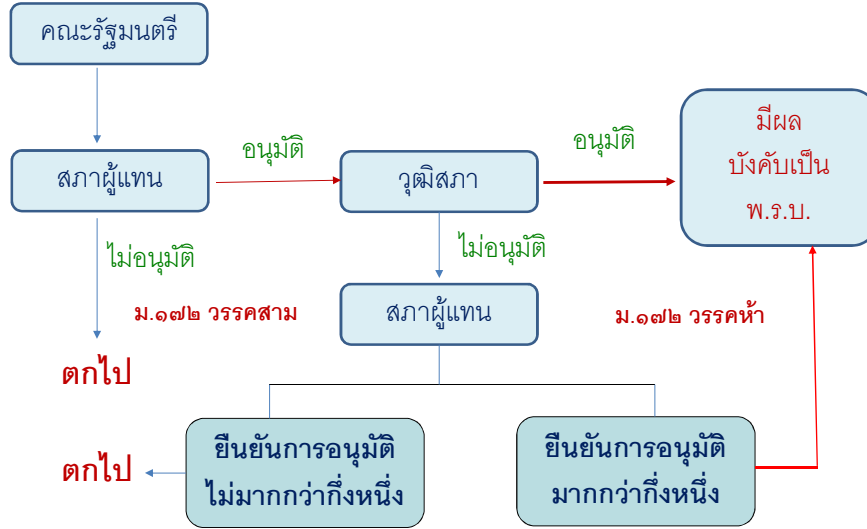 คณะรัฐมนตรี
สภาผู้แทน
อนุมัติ
วุฒิสภา
อนุมัติ
มีผล
บังคับเป็น
พ.ร.บ.
ไม่อนุมัติ
ไม่อนุมัติ
ม.๑๗๒ วรรคสาม
สภาผู้แทน
ม.๑๗๒ วรรคห้า
ตกไป
ตกไป
ยืนยันการอนุมัติ
ไม่มากกว่ากึ่งหนึ่ง
ยืนยันการอนุมัติ
มากกว่ากึ่งหนึ่ง